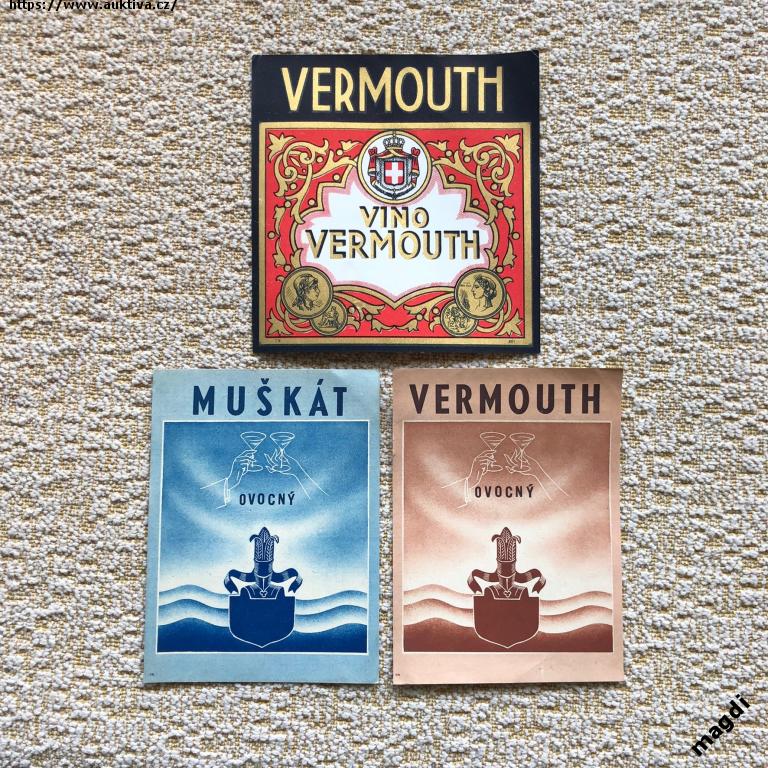 https://www.auktiva.cz/
VERMOUTH
VINO
VERMOUTH
MUŠKÁT
OVOCNÝ
VERMOUTH
OVOCNÝ
magdi